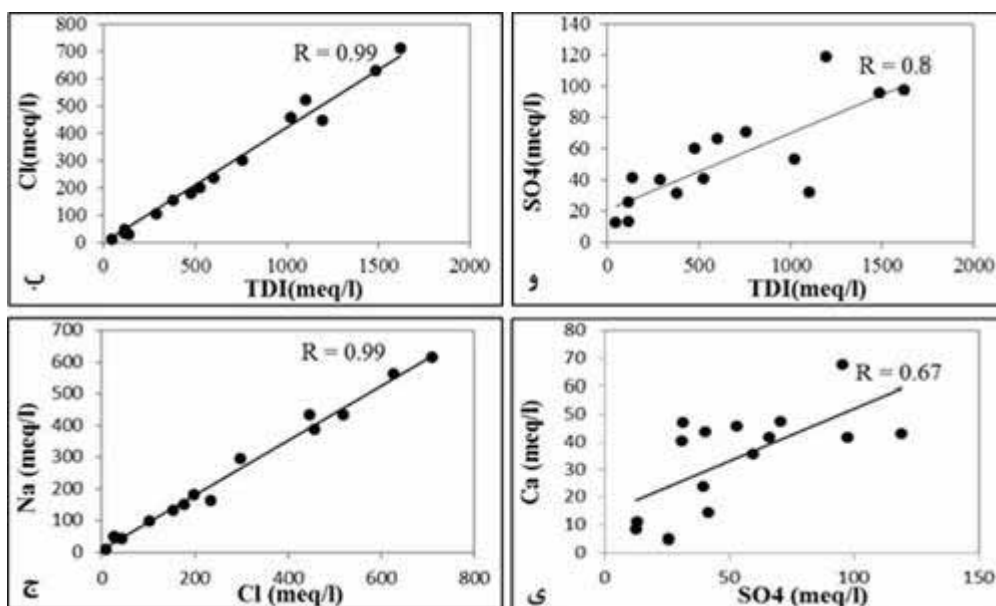 800
700
600
500
400
300
200
100
0
Cl(meq/l)
R = 0.99
0 500 1000 1500 2000
TDI(meq/l)
140
120
100
80
60
40
20
0
SO4(meq/l)
R = 0.8
0 500 1000 1500 2000
و
TDI(meq/l)
700
600
500
400
300
200
100
0
Na (meq/l)
R = 0.99
0 200 400 600 800
ج
Cl (meq/l)
80
70
60
50
40
30
20
10
0
Ca (meq/l)
R = 0.67
0 50 100 150
ی
SO4 (meq/l)